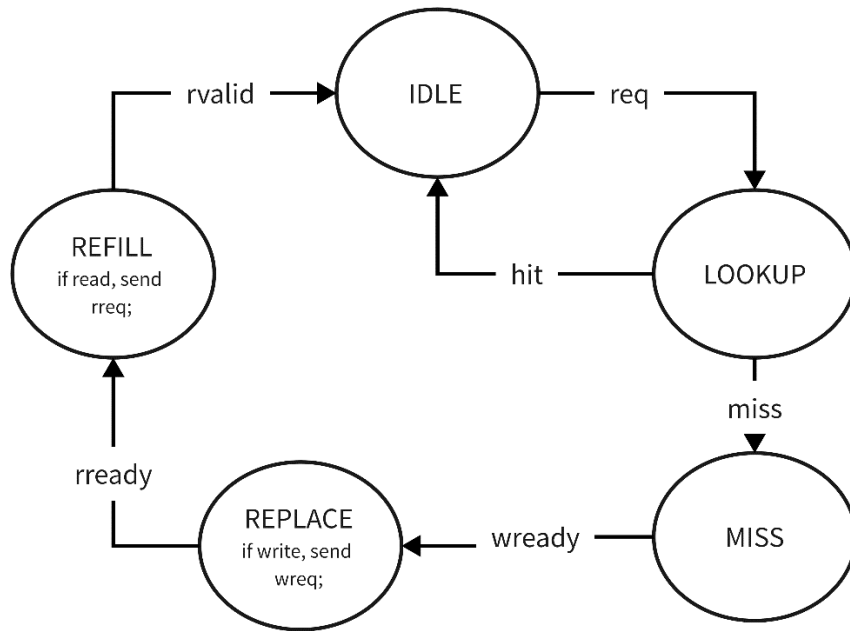 rvalid
IDLE
req
REFILL
if read, send
rreq;
hit
LOOKUP
miss
rready
REPLACE
if write, send
wreq;
wready
MISS